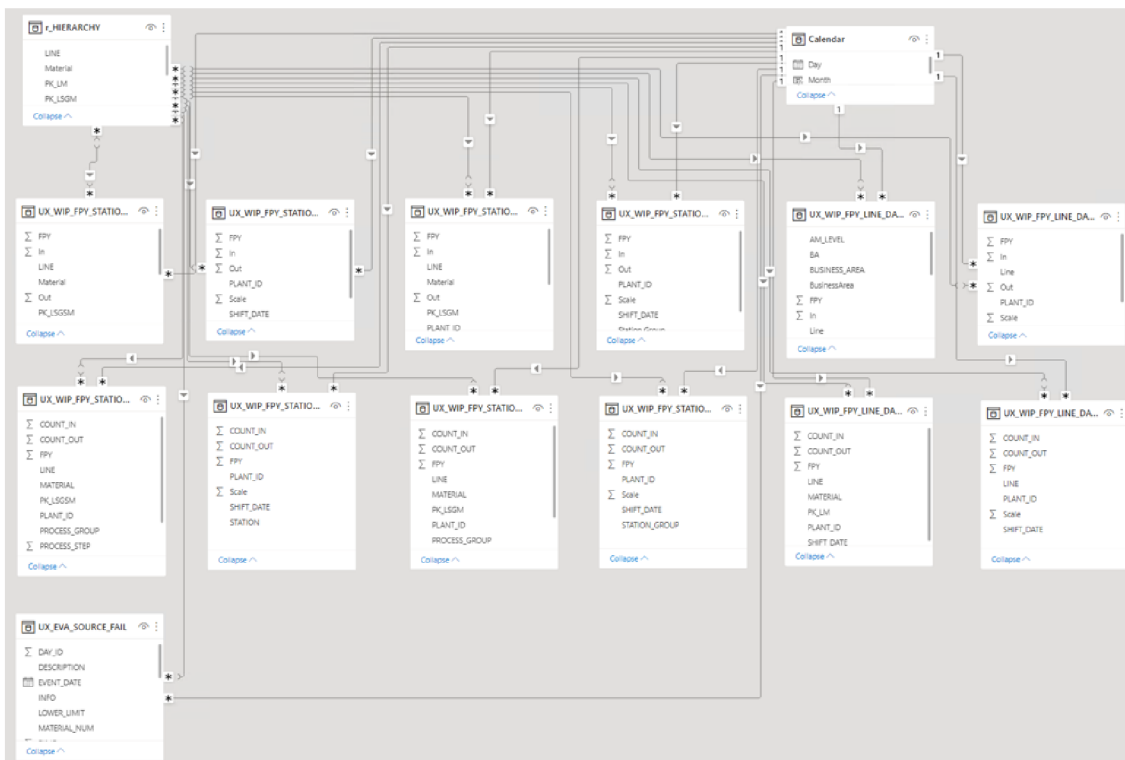 r_HIERARCHY
LINE
Material
PK_LM
PK_LSGM
Collapse
Calendar
Day
Month
Collapse
1
1
1
UX_WIP_FPY_STATIO...
FPY
In
LINE
Material
Out
PK_LSGSM
Collapse
UX_WIP_FPY_STATIO...
FPY
In
Out
PLANT_ID
Scale
SHIFT_DATE
Collapse
UX_WIP_FPY_STATIO...
FPY
In
LINE
Material
Out
PK_LSGM
PLANT_ID
Collapse
UX_WIP_FPY_STATIO...
FPY
In
Out
PLANT_ID
Scale
SHIFT_DATE
Station Group
Collapse
UX_WIP_FPY_LINE_DA...
AM_LEVEL
BA
BUSINESS_AREA
BusinessArea
FPY
In
Line
Collapse
UX_WIP_FPY_LINE_DA...
FPY
In
Line
Out
PLANT_ID
Scale
Collapse
UX_WIP_FPY_STATIO...
COUNT_IN
COUNT_OUT
FPY
LINE
MATERIAL
PK_LSGSM
PLANT_ID
PROCESS_GROUP
PROCESS_STEP
Collapse
UX_WIP_FPY_STATIO...
COUNT_IN
COUNT_OUT
FPY
PLANT_ID
Scale
SHIFT_DATE
STATION
Collapse
UX_WIP_FPY_STATIO...
COUNT_IN
COUNT_OUT
FPY
LINE
MATERIAL
PK_LSGM
PLANT_ID
PROCESS_GROUP
Collapse
UX_WIP_FPY_STATIO...
COUNT_IN
COUNT_OUT
FPY
PLANT_ID
Scale
SHIFT_DATE
STATION_GROUP
Collapse
UX_WIP_FPY_LINE_DA...
COUNT_IN
COUNT_OUT
FPY
LINE
MATERIAL
PK_LM
PLANT_ID
SHIFT_DATE
Collapse
UX_WIP_FPY_LINE_DA...
COUNT_IN
COUNT_OUT
FPY
LINE
PLANT_ID
Scale
SHIFT_DATE
Collapse
UX_EVA_SOURCE_FAIL
DAY_ID
DESCRIPTION
EVENT_DATE
INFO
LOWER_LIMIT
MATERIAL_NUM
Collapse